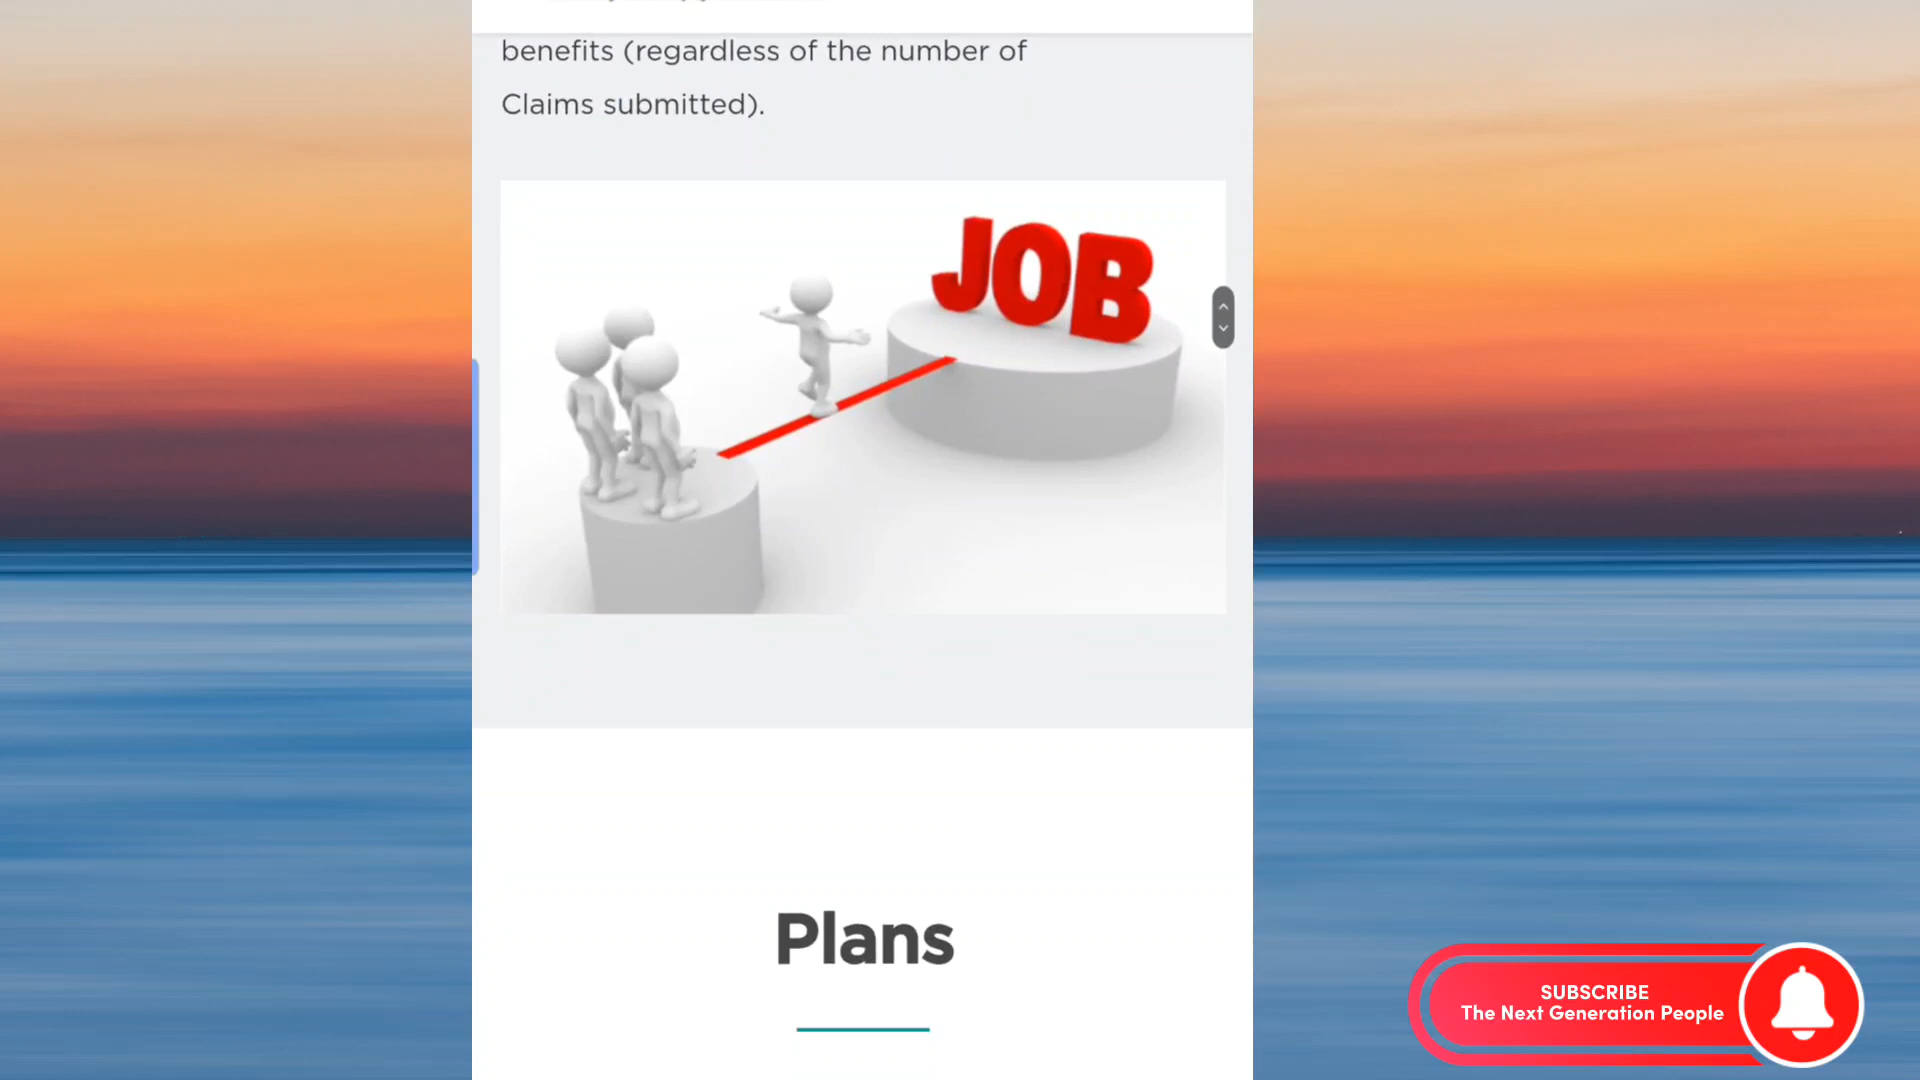 benefits (regardless of the number of
Claims submitted).
JOB
Plans
SUBSCRIBE
The Next Generation People